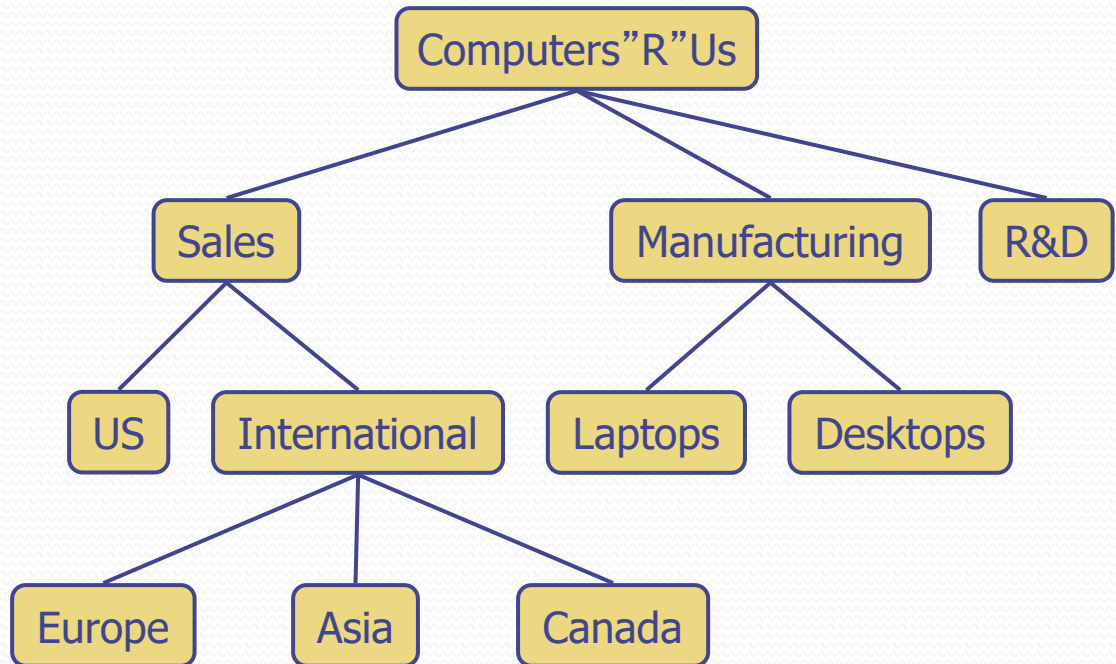 Computers”R”Us
Sales
Manufacturing
R&D
US
International
Laptops
Desktops
Europe
Asia
Canada